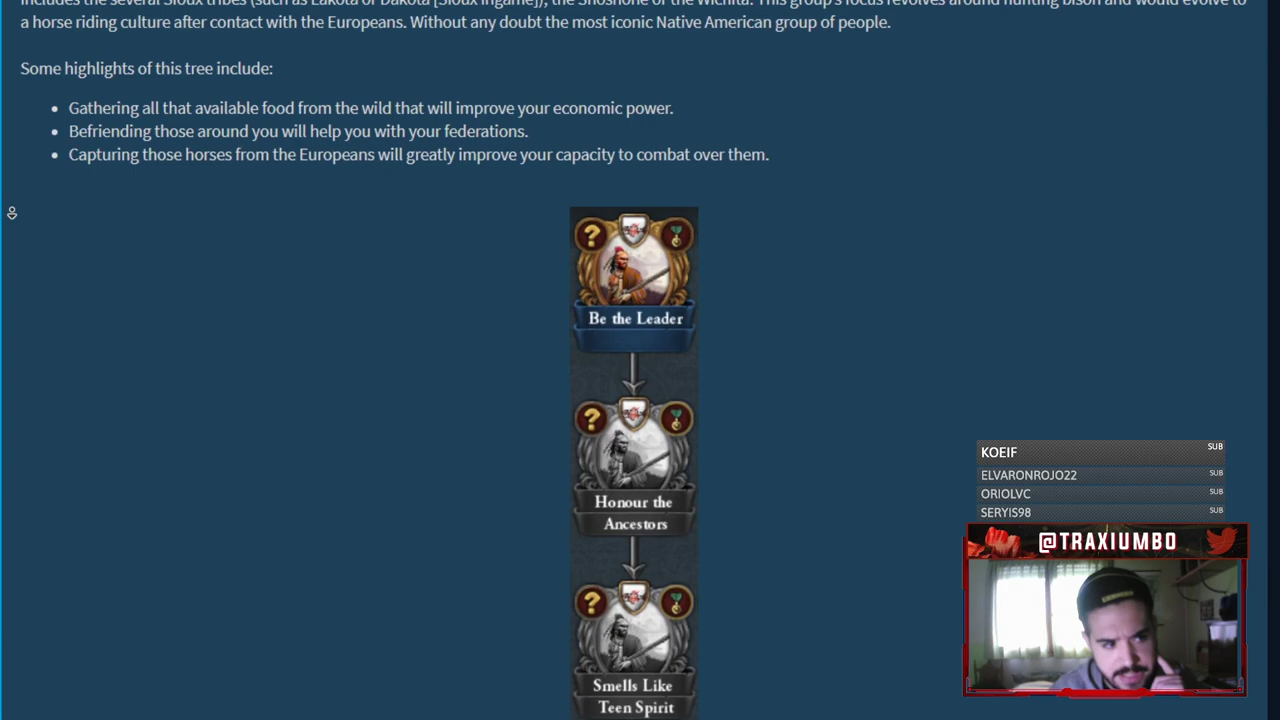 includes the several Sioux tribes (such as Lakota or Dakota [Sioux ingame]), the Shoshone or the Wichita. This group's focus revolves around hunting bison and would evolve to
a horse riding culture after contact with the Europeans. Without any doubt the most iconic Native American group of people.
Some highlights of this tree include:
• Gathering all that available food from the wild that will improve your economic power.
• Befriending those around you will help you with your federations.
• Capturing those horses from the Europeans will greatly improve your capacity to combat over them.
?
Be the Leader
?
Honour the
Ancestors
?
Smells Like
Teen Spirit
KOEIF SUB
ELVARONROJO22 SUB
ORIOLVC SUB
SERYIS98 SUB
@TRAXIUMBO